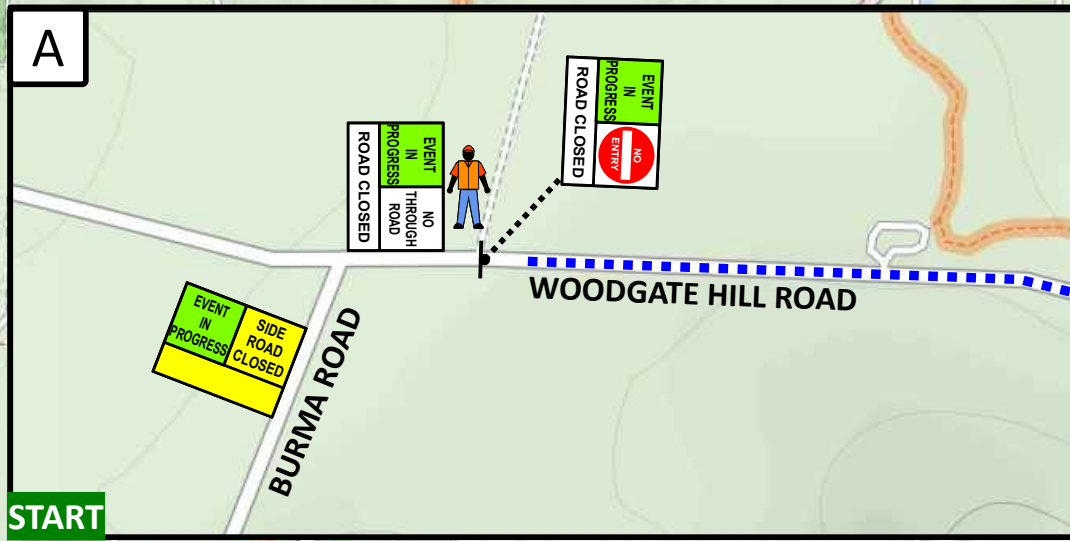 A
EVENT
IN
PROGRESS
NO
ENTRY
ROAD CLOSED
EVENT
IN
PROGRESS
NO
THROUGH
ROAD
ROAD CLOSED
WOODGATE HILL ROAD
EVENT
IN
PROGRESS
SIDE
ROAD
CLOSED
BURMA ROAD
START